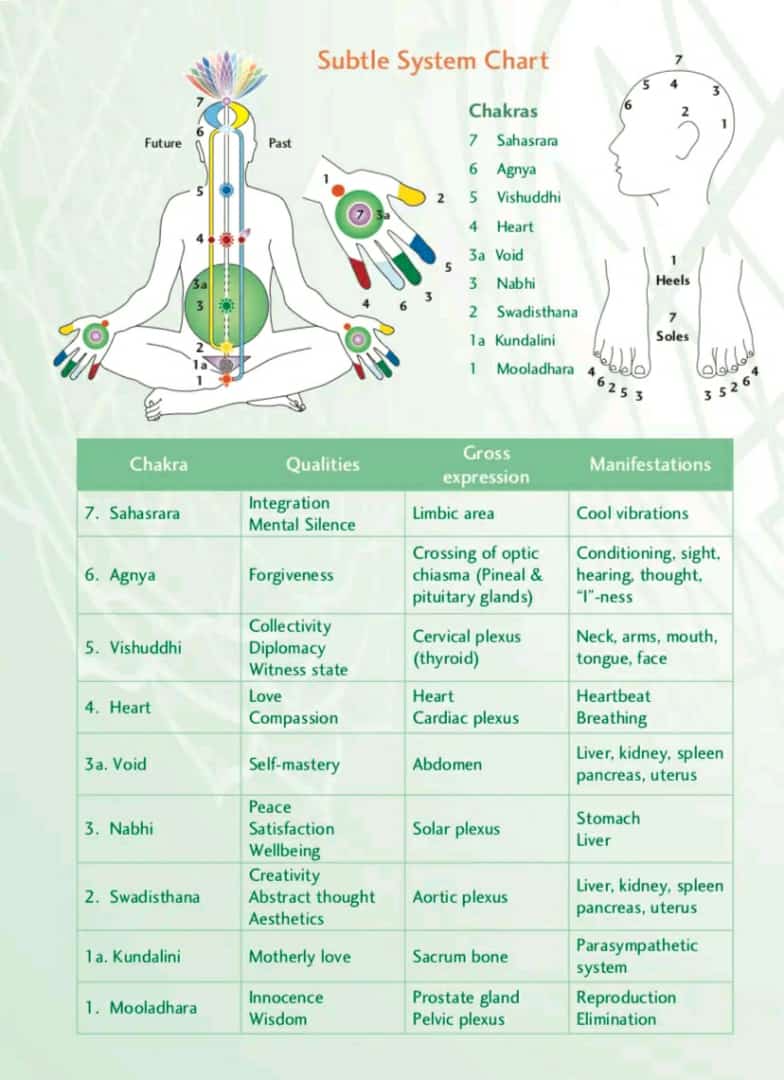 Subtle System Chart
7
6
5
4
3a
3
2
1a
1
Future
Past
1
7
3a
2
5
3
6
4
Chakras
7 Sahasrara
6 Agnya
5 Vishuddhi
4 Heart
3a Void
3 Nabhi
2 Swadisthana
1a Kundalini
1 Mooladhara
7
5 4 3
6 2
1
1
Heels
7
Soles
4 6 2 5 3
3 5 2 6 4
Chakra
Qualities
Gross
expression
Manifestations
7. Sahasrara
Integration
Mental Silence
Limbic area
Cool vibrations
6. Agnya
Forgiveness
Crossing of optic
chiasma (Pineal &
pituitary glands)
Conditioning, sight,
hearing, thought,
"I"-ness
5. Vishuddhi
Collectivity
Diplomacy
Witness state
Cervical plexus
(thyroid)
Neck, arms, mouth,
tongue, face
4. Heart
Love
Compassion
Heart
Cardiac plexus
Heartbeat
Breathing
3a. Void
Self-mastery
Abdomen
Liver, kidney, spleen
pancreas, uterus
3. Nabhi
Peace
Satisfaction
Wellbeing
Solar plexus
Stomach
Liver
2. Swadisthana
Creativity
Abstract thought
Aesthetics
Aortic plexus
Liver, kidney, spleen
pancreas, uterus
1a. Kundalini
Motherly love
Sacrum bone
Parasympathetic
system
1. Mooladhara
Innocence
Wisdom
Prostate gland
Pelvic plexus
Reproduction
Elimination